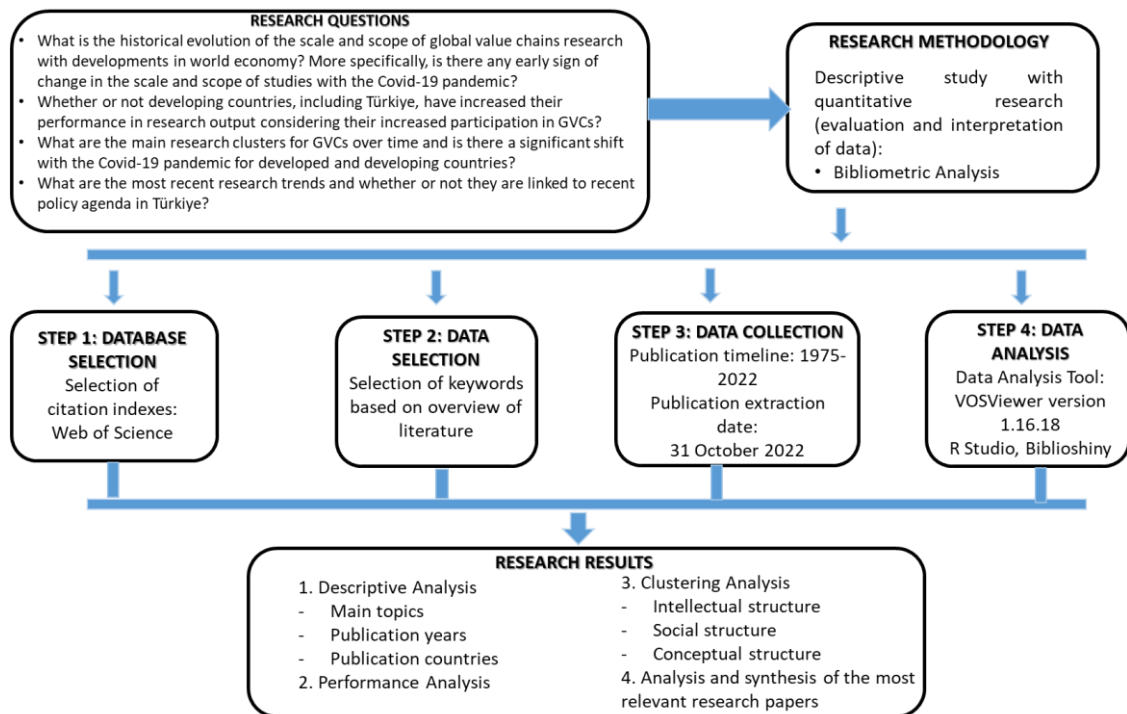 RESEARCH QUESTIONS
• What is the historical evolution of the scale and scope of global value chains research
with developments in world economy? More specifically, is there any early sign of
change in the scale and scope of studies with the Covid-19 pandemic?
• Whether or not developing countries, including Türkiye, have increased their
performance in research output considering their increased participation in GVCs?
• What are the main research clusters for GVCs over time and is there a significant shift
with the Covid-19 pandemic for developed and developing countries?
• What are the most recent research trends and whether or not they are linked to recent
policy agenda in Türkiye?
RESEARCH METHODOLOGY
Descriptive study with
quantitative research
(evaluation and interpretation
of data):
• Bibliometric Analysis
STEP 1: DATABASE
SELECTION
Selection of
citation indexes:
Web of Science
STEP 2: DATA
SELECTION
Selection of keywords
based on overview of
literature
STEP 3: DATA COLLECTION
Publication timeline: 1975-
2022
Publication extraction
date:
31 October 2022
STEP 4: DATA
ANALYSIS
Data Analysis Tool:
VOSViewer version
1.16.18
R Studio, Biblioshiny
RESEARCH RESULTS
1. Descriptive Analysis
- Main topics
- Publication years
- Publication countries
2. Performance Analysis
3. Clustering Analysis
- Intellectual structure
- Social structure
- Conceptual structure
4. Analysis and synthesis of the most
relevant research papers